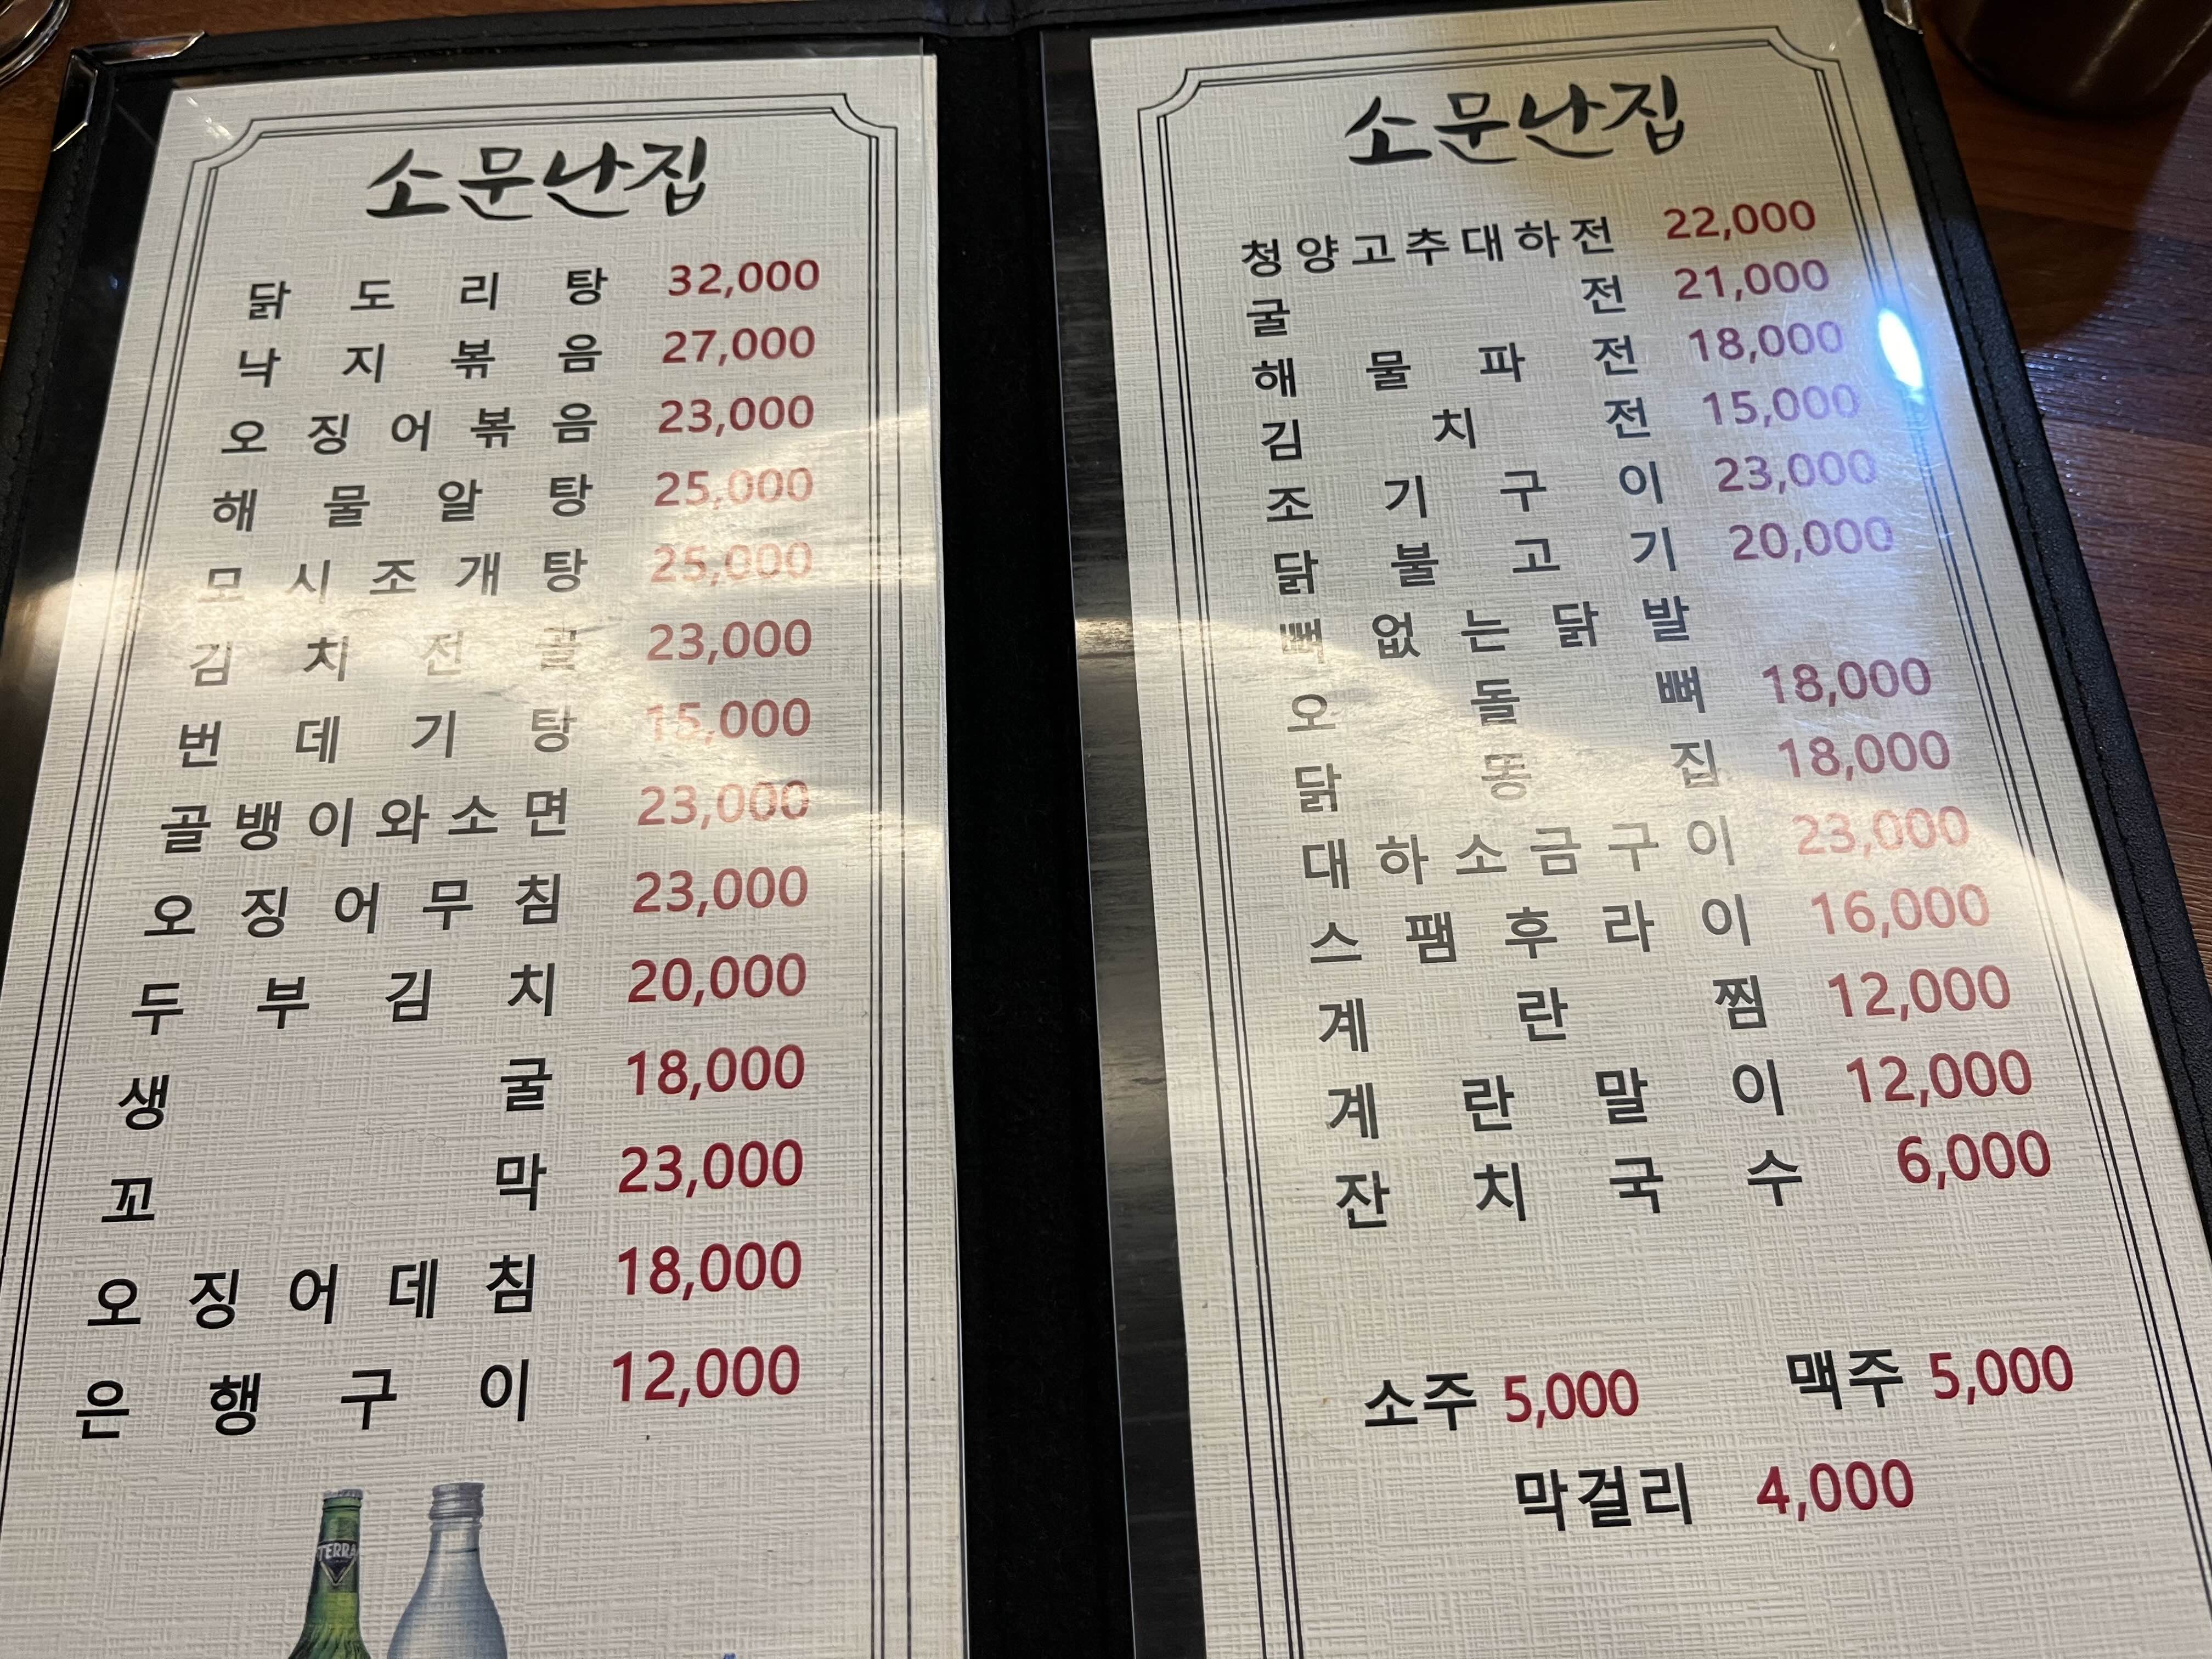 소문난집
닭도리탕 32,000
낙지볶음 27,000
오징어볶음 23,000
해물알탕 25,000
모시조개탕 25,000
김치전골 23,000
번데기탕 15,000
골뱅이와소면 23,000
오징어무침 23,000
두부김치 20,000
생굴 18,000
꼬막 23,000
오징어데침 18,000
은행구이 12,000
TERRA
소문난집
청양고추대하전 22,000
굴전 21,000
해물파전 18,000
김치전 15,000
조기구이 23,000
닭불고기 20,000
뼈없는닭발
오돌뼈 18,000
닭똥집 18,000
대하소금구이 23,000
스팸후라이 16,000
계란찜 12,000
계란말이 12,000
잔치국수 6,000
소주 5,000 맥주 5,000
막걸리 4,000